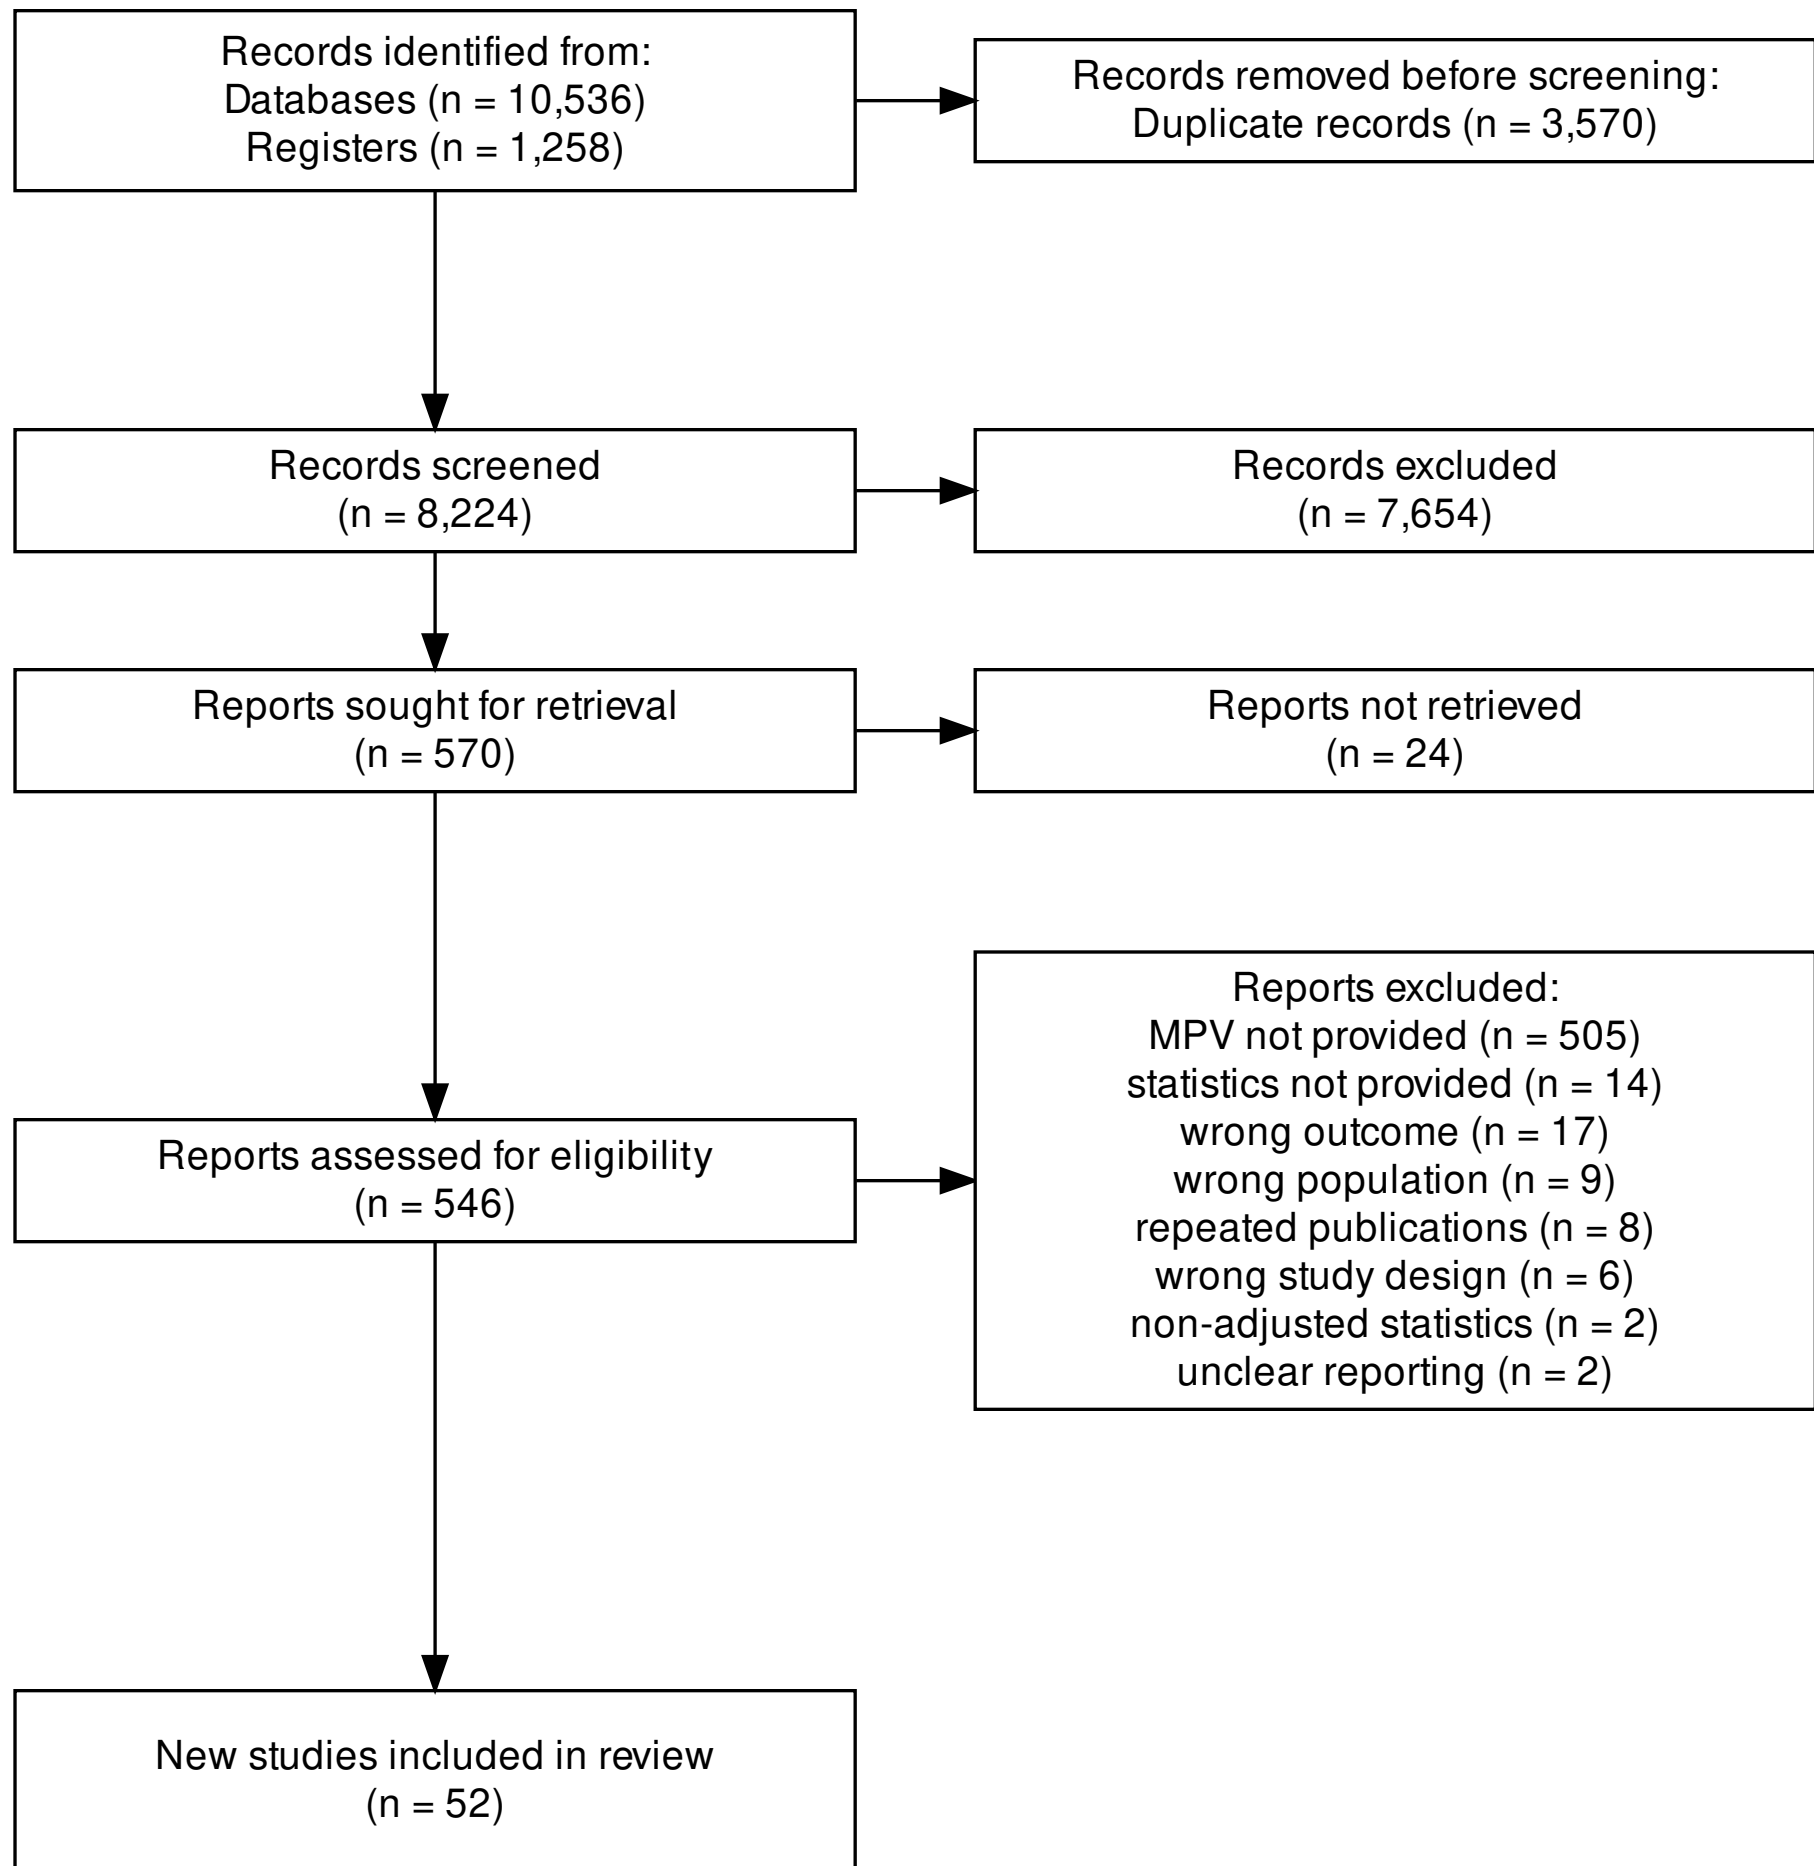 Records identified from:
Databases (n = 10,536)
Registers (n = 1,258)
Records removed before screening:
Duplicate records (n = 3,570)
Records screened
(n = 8,224)
Records excluded
(n = 7,654)
Reports sought for retrieval
(n = 570)
Reports not retrieved
(n = 24)
Reports assessed for eligibility
(n = 546)
Reports excluded:
MPV not provided (n = 505)
statistics not provided (n = 14)
wrong outcome (n = 17)
wrong population (n = 9)
repeated publications (n = 8)
wrong study design (n = 6)
non-adjusted statistics (n = 2)
unclear reporting (n = 2)
New studies included in review
(n = 52)